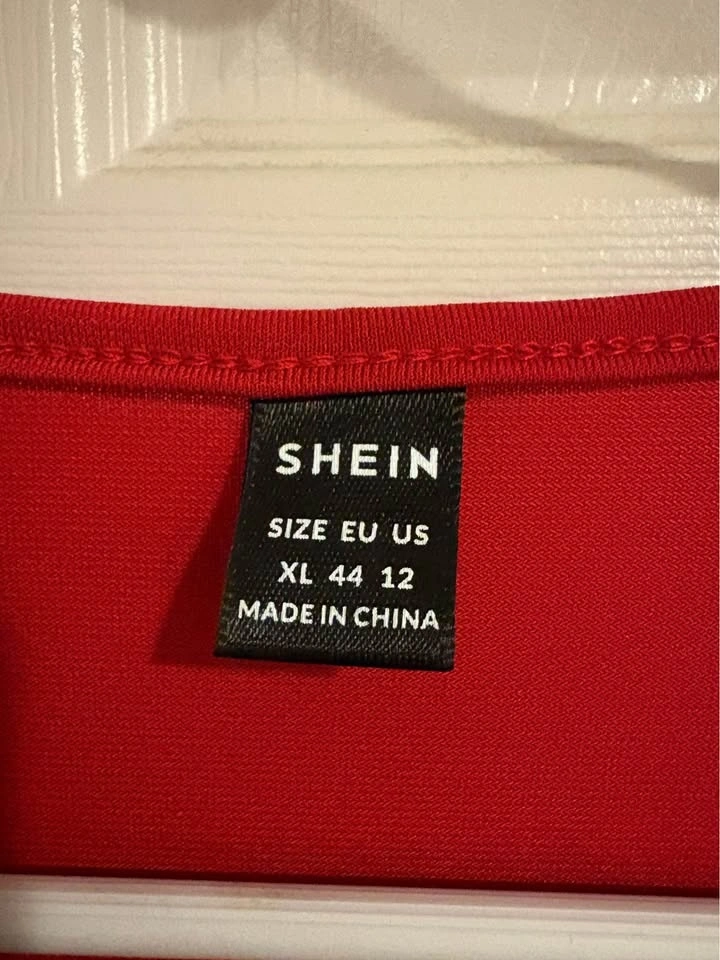 SHEIN
SIZE EU US
XL 44 12
MADE IN CHINA